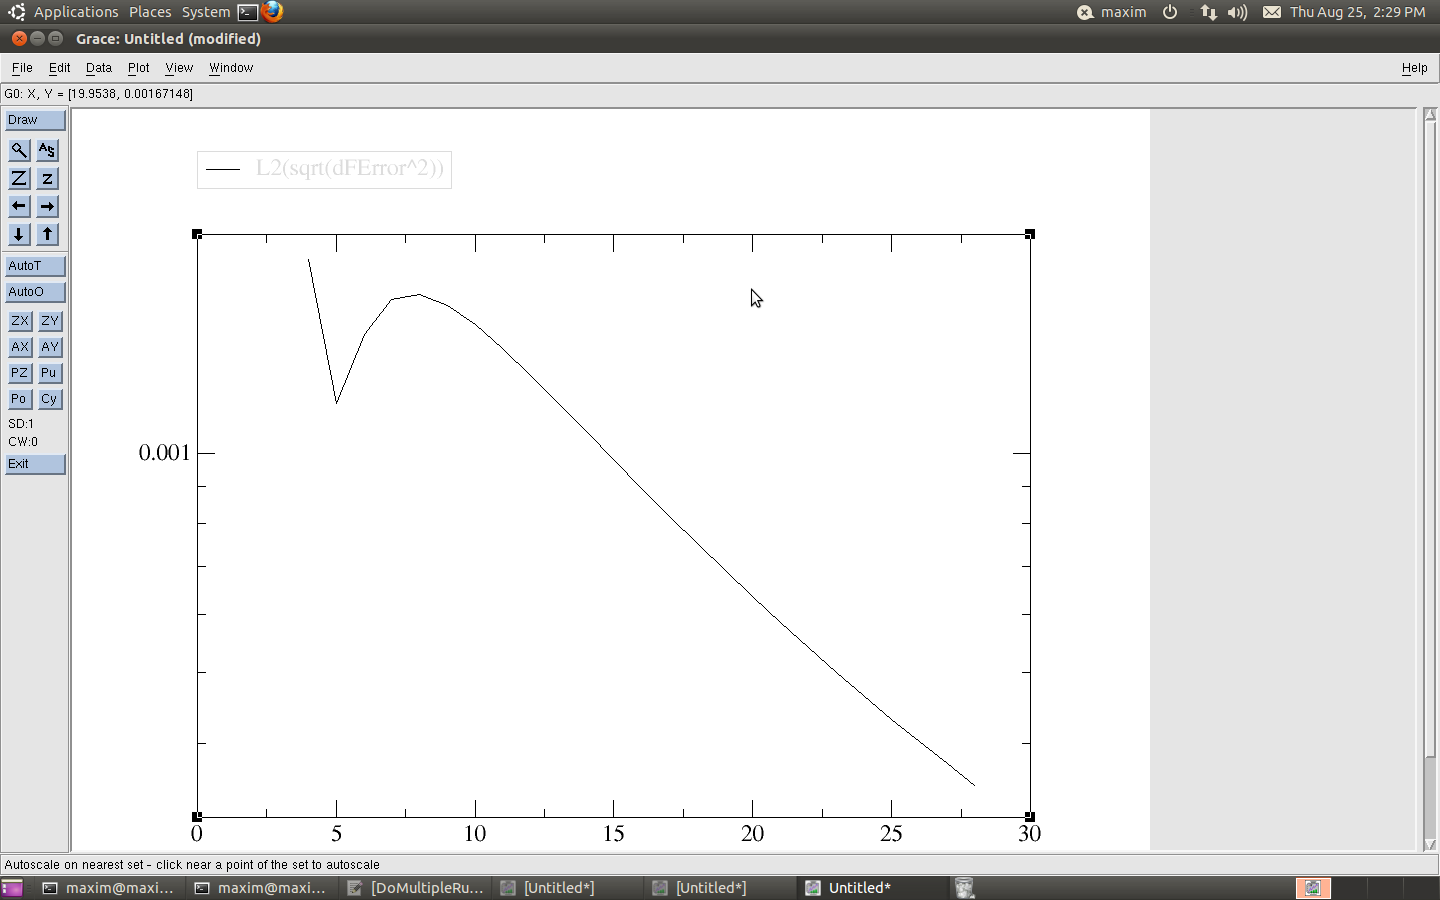 Applications Places System maxim Thu Aug 25, 2:29 PM
Grace: Untitled (modified)
File Edit Data Plot View Window Help
G0: X, Y = [19.9538, 0.00167148]
Draw
AS
Z z
AutoT
AutoO
ZX ZY
AX AY
PZ Pu
Po Cy
SD:1
CW:0
Exit
L2(sqrt(dFError^2))
0.001
0 5 10 15 20 25 30
Autoscale on nearest set - click near a point of the set to autoscale
maxim@maxi... maxim@maxi... [DoMultipleRu... [Untitled*] [Untitled*] Untitled*